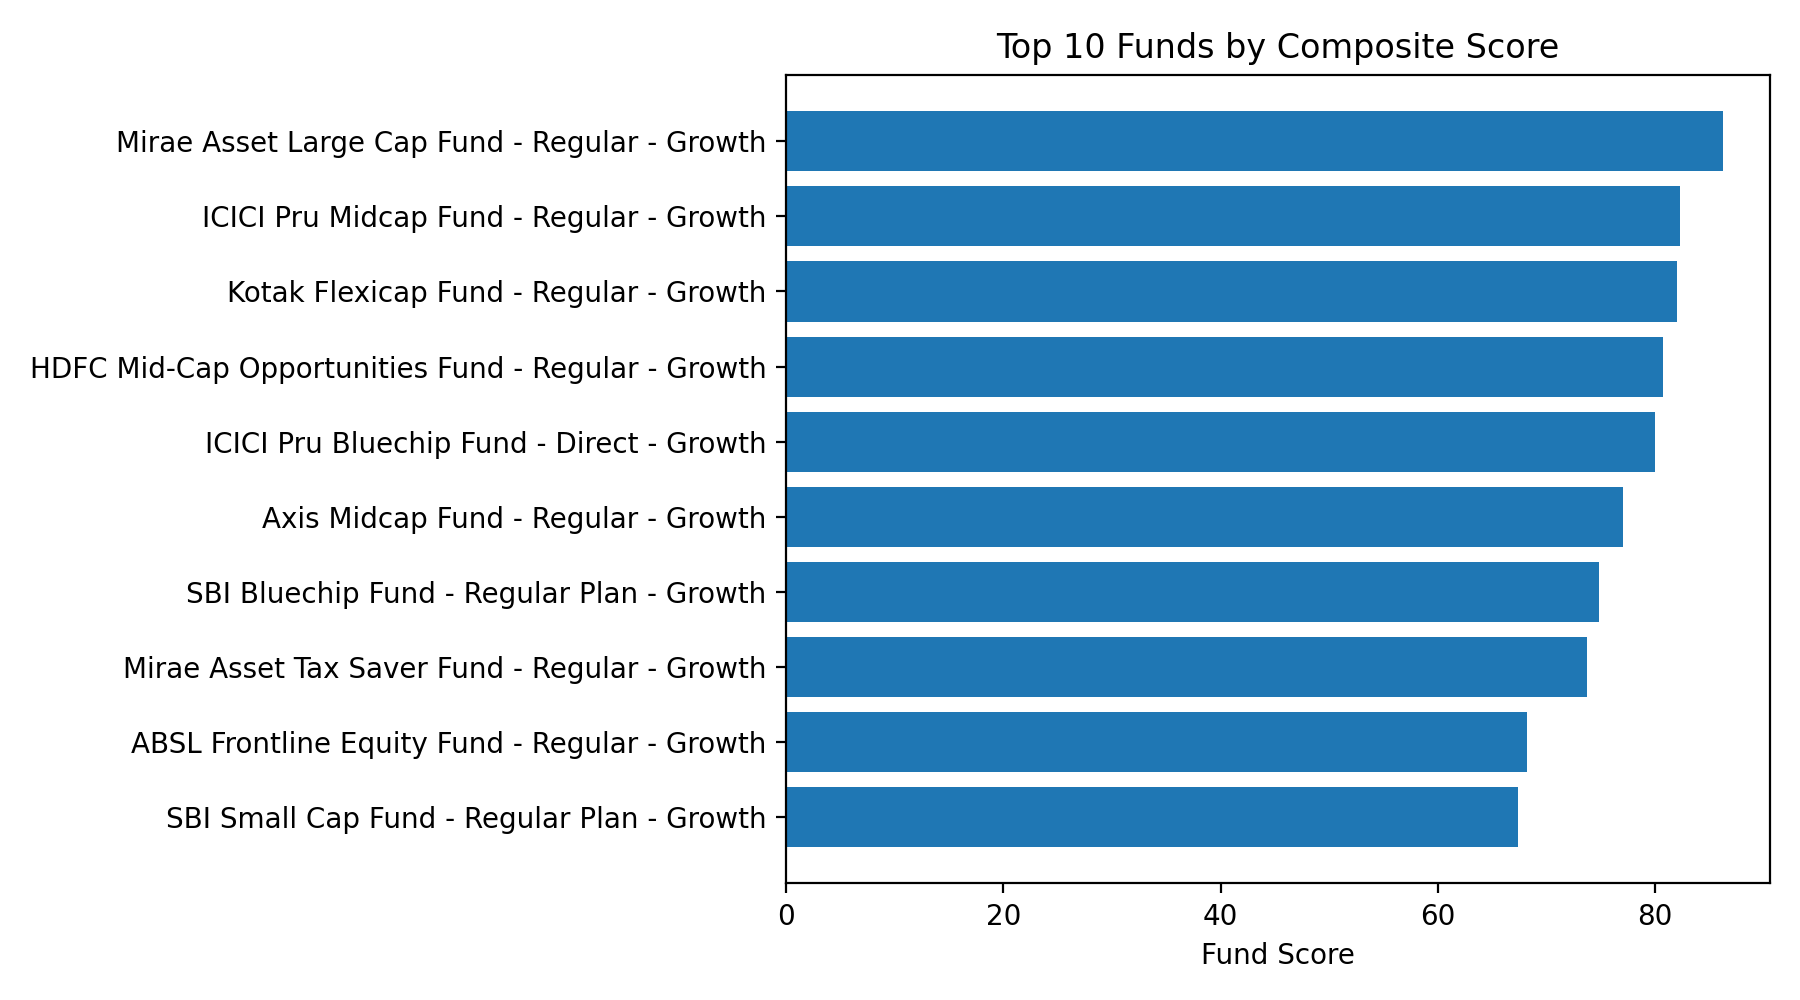 Top 10 Funds by Composite Score
Mirae Asset Large Cap Fund - Regular - Growth
ICICI Pru Midcap Fund - Regular - Growth
Kotak Flexicap Fund - Regular - Growth
HDFC Mid-Cap Opportunities Fund - Regular - Growth
ICICI Pru Bluechip Fund - Direct - Growth
Axis Midcap Fund - Regular - Growth
SBI Bluechip Fund - Regular Plan - Growth
Mirae Asset Tax Saver Fund - Regular - Growth
ABSL Frontline Equity Fund - Regular - Growth
SBI Small Cap Fund - Regular Plan - Growth
0 20 40 60 80
Fund Score